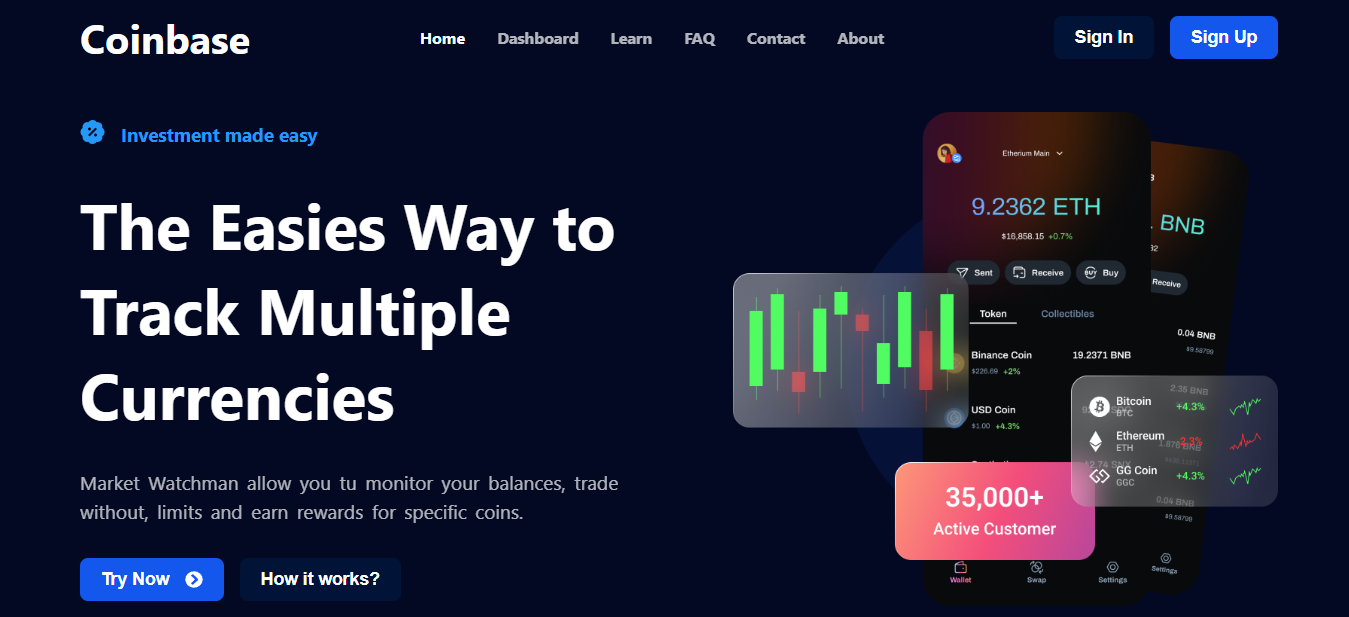 Coinbase
Home Dashboard Learn FAQ Contact About
Sign In Sign Up
Investment made easy
The Easies Way to
Track Multiple
Currencies
Market Watchman allow you tu monitor your balances, trade
without, limits and earn rewards for specific coins.
Try Now
How it works?
Etherium Main
9.2362 ETH
$16,858.15 +0.7%
Sent Receive Buy
Token Collectibles
Binance Coin 19.2371 BNB
$226.69 +2%
USD Coin
$1.00 +4.3%
35,000+
Active Customer
Wallet Swap Settings
BNB
Receive
0.04 BNB
$9.58799
2.35 BNB
Bitcoin +4.3%
BTC
Ethereum 2.3%
ETH
GG Coin +4.3%
GGC
0.04 BNB
$9.58799
Settings